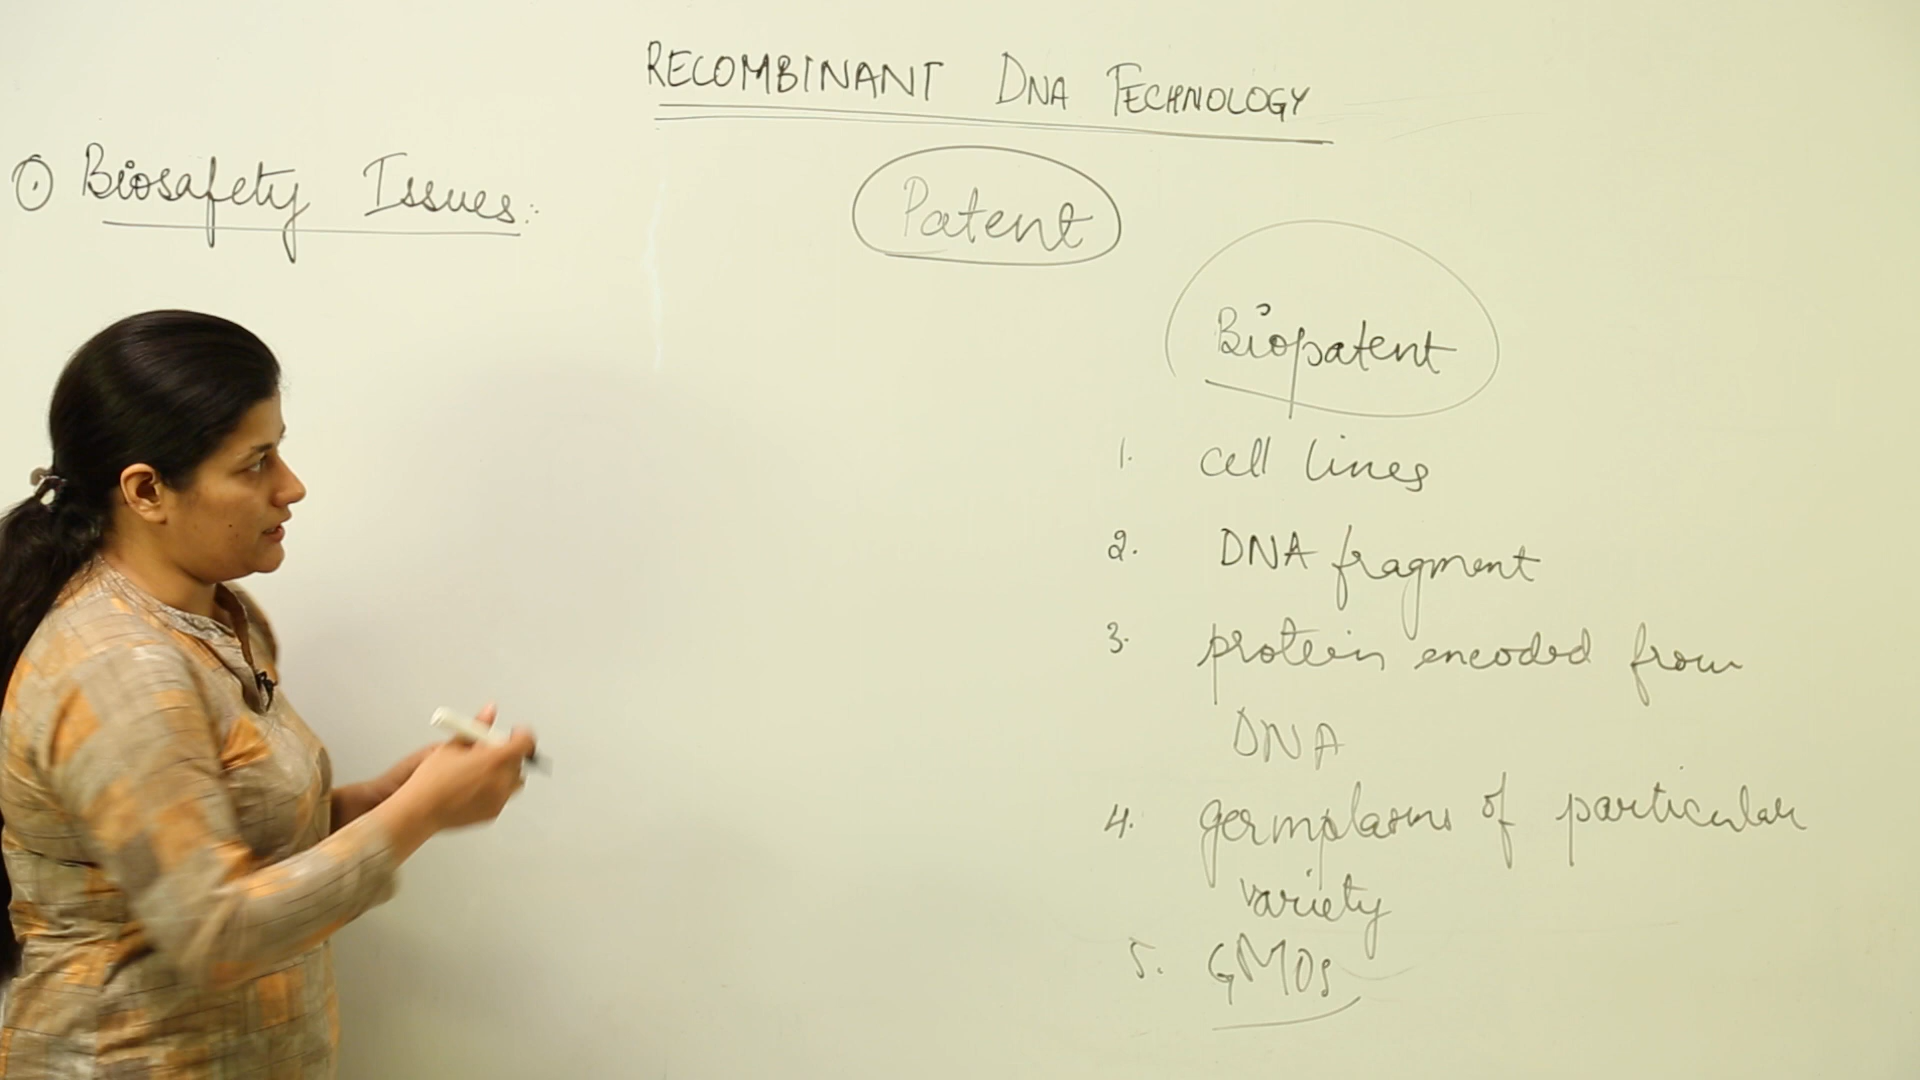 RECOMBINANT DNA TECHNOLOGY
① Biosafety Issues:
Patent
Biopatent
1. cell lines
2. DNA fragment
3. protein encoded from
DNA
4. germplasms of particular
variety
5. GMOs